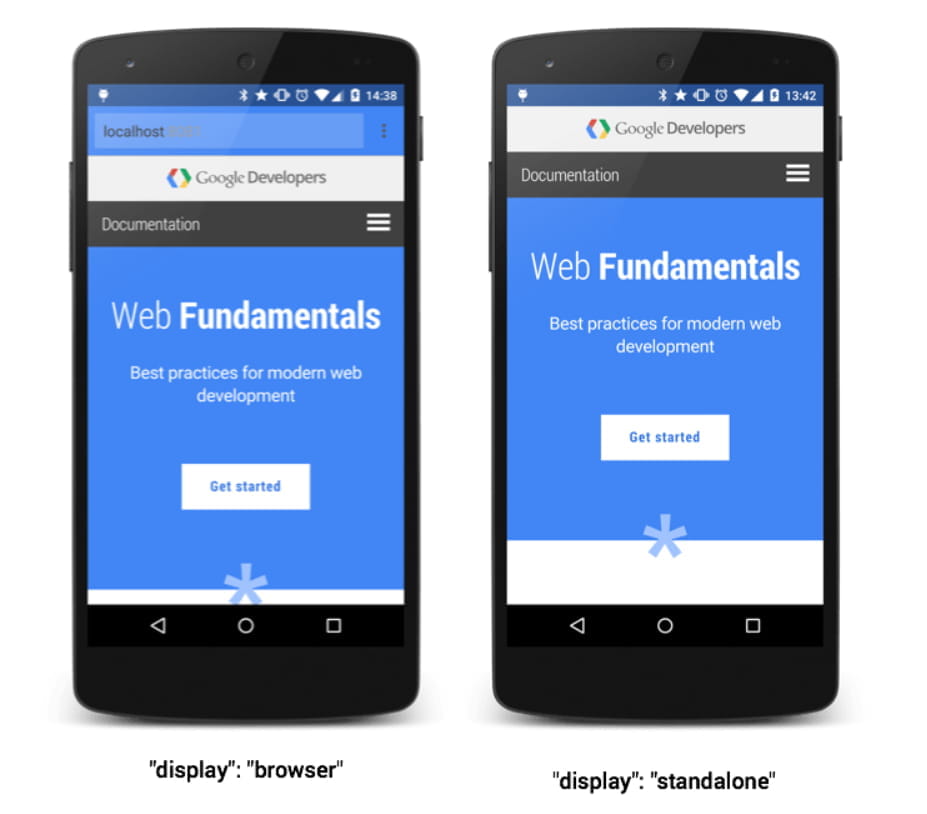 14:38
localhost
Google Developers
Documentation
Web Fundamentals
Best practices for modern web
development
Get started
*
"display": "browser"
13:42
Google Developers
Documentation
Web Fundamentals
Best practices for modern web
development
Get started
*
"display": "standalone"